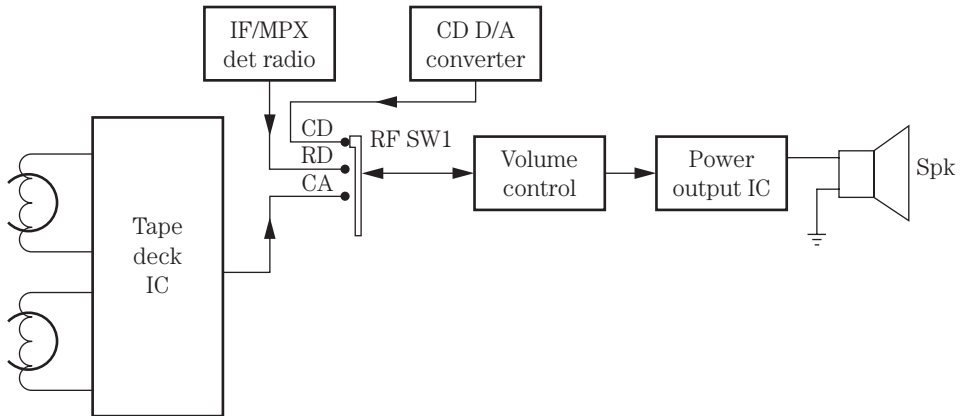 IF/MPX
det radio
CD D/A
converter
CD
RF SW1
RD
CA
Volume
control
Power
output IC
Spk
Tape
deck
IC